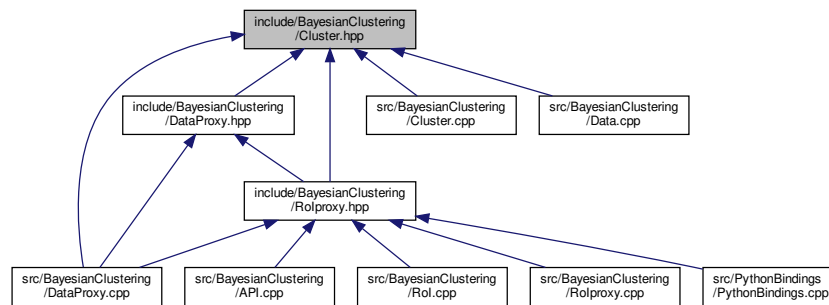 include/BayesianClustering
/Cluster.hpp
include/BayesianClustering
/DataProxy.hpp
src/BayesianClustering
/Cluster.cpp
src/BayesianClustering
/Data.cpp
include/BayesianClustering
/RoIproxy.hpp
src/BayesianClustering
/DataProxy.cpp
src/BayesianClustering
/API.cpp
src/BayesianClustering
/RoI.cpp
src/BayesianClustering
/RoIproxy.cpp
src/PythonBindings
/PythonBindings.cpp